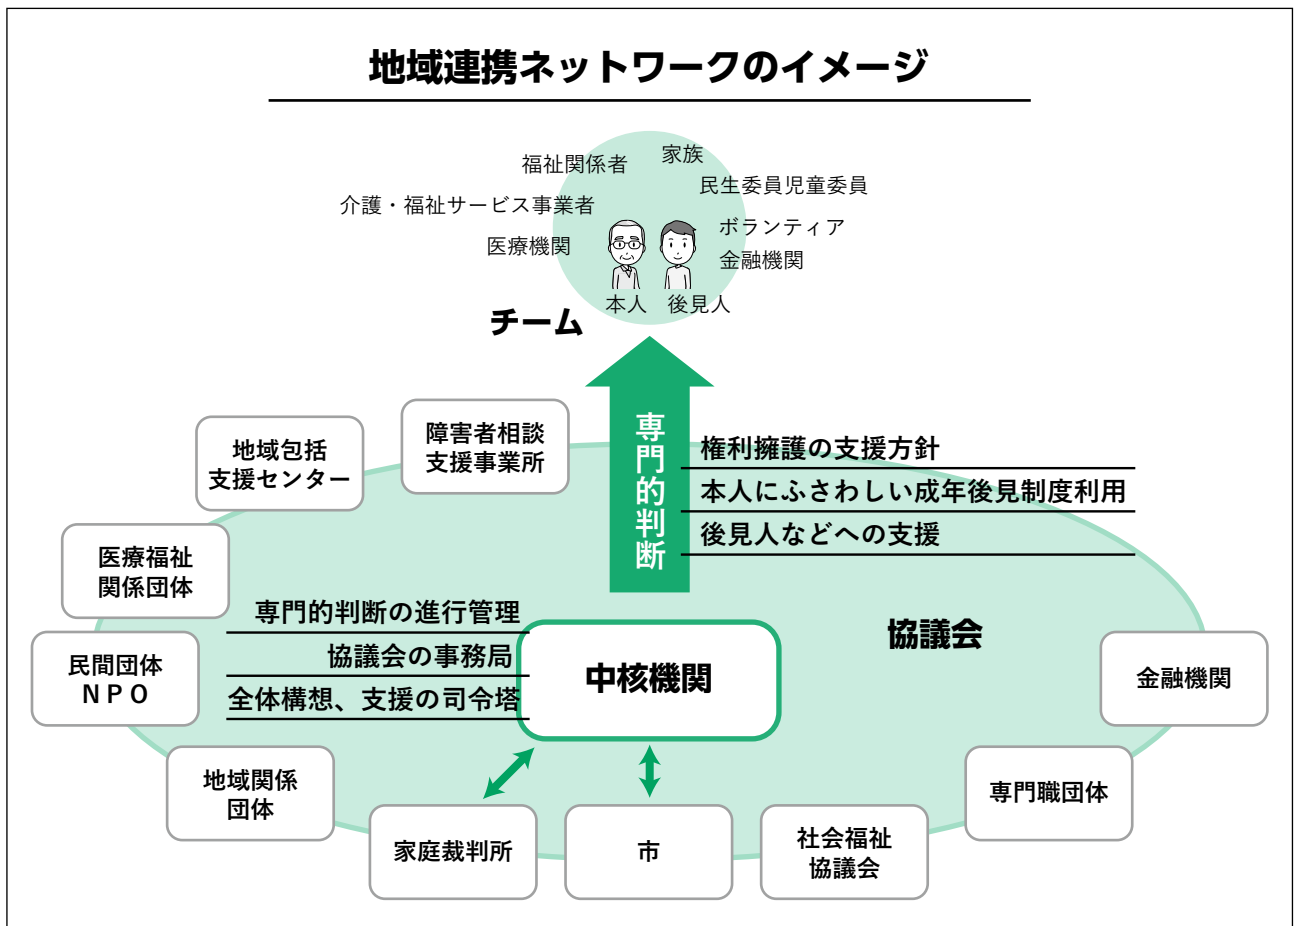 地域連携ネットワークのイメージ
家族
福祉関係者
民生委員児童委員
介護・福祉サービス事業者
ボランティア
医療機関
金融機関
本人
後見人
チーム
専門的判断
権利擁護の支援方針
本人にふさわしい成年後見制度利用
後見人などへの支援
障害者相談
支援事業所
地域包括
支援センター
医療福祉
関係団体
民間団体
ＮＰＯ
専門的判断の進行管理
協議会の事務局
全体構想、支援の司令塔
中核機関
協議会
金融機関
地域関係
団体
専門職団体
家庭裁判所
市
社会福祉
協議会